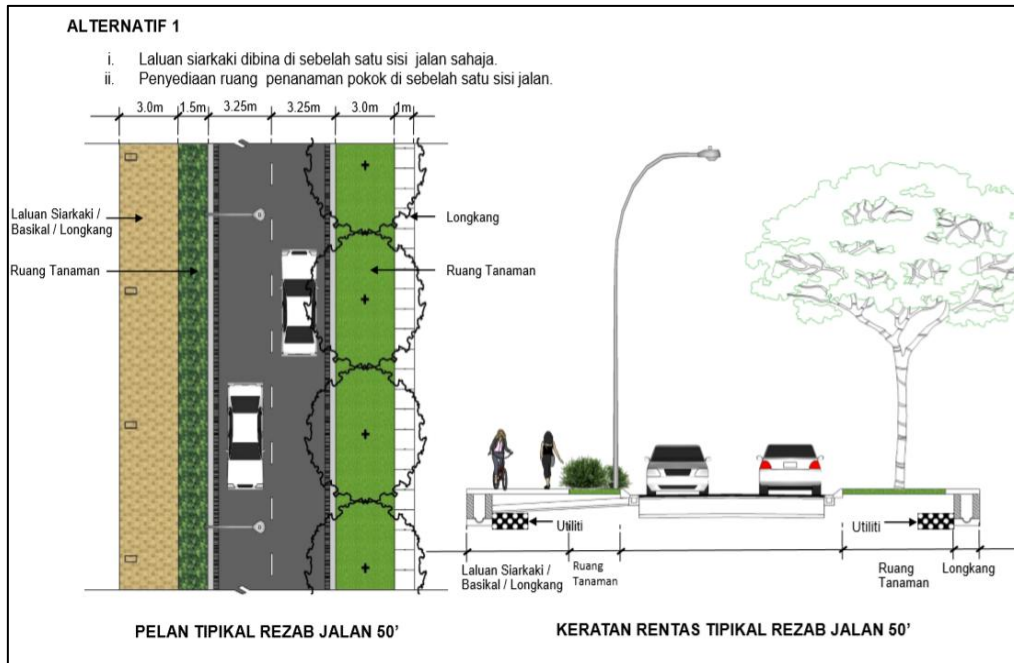 ALTERNATIF 1
i. Laluan siarkaki dibina di sebelah satu sisi jalan sahaja.
ii. Penyediaan ruang penanaman pokok di sebelah satu sisi jalan.
3.0m 1.5m 3.25m 3.25m 3.0m 1m
Laluan Siarkaki /
Basikal / Longkang
Ruang Tanaman
Longkang
Ruang Tanaman
Utiliti
Utiliti
Laluan Siarkaki /
Basikal / Longkang
Ruang
Tanaman
Ruang
Tanaman
Longkang
PELAN TIPIKAL REZAB JALAN 50'
KERATAN RENTAS TIPIKAL REZAB JALAN 50'